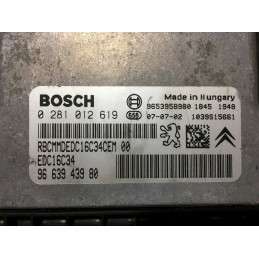 Made in Hungary
BOSCH
9653958980 1845 1948
0 281 012 619 07-07-02 1039S15661
RBCMMDEDC16C34CEM 00
EDC16C34
96 639 439 80